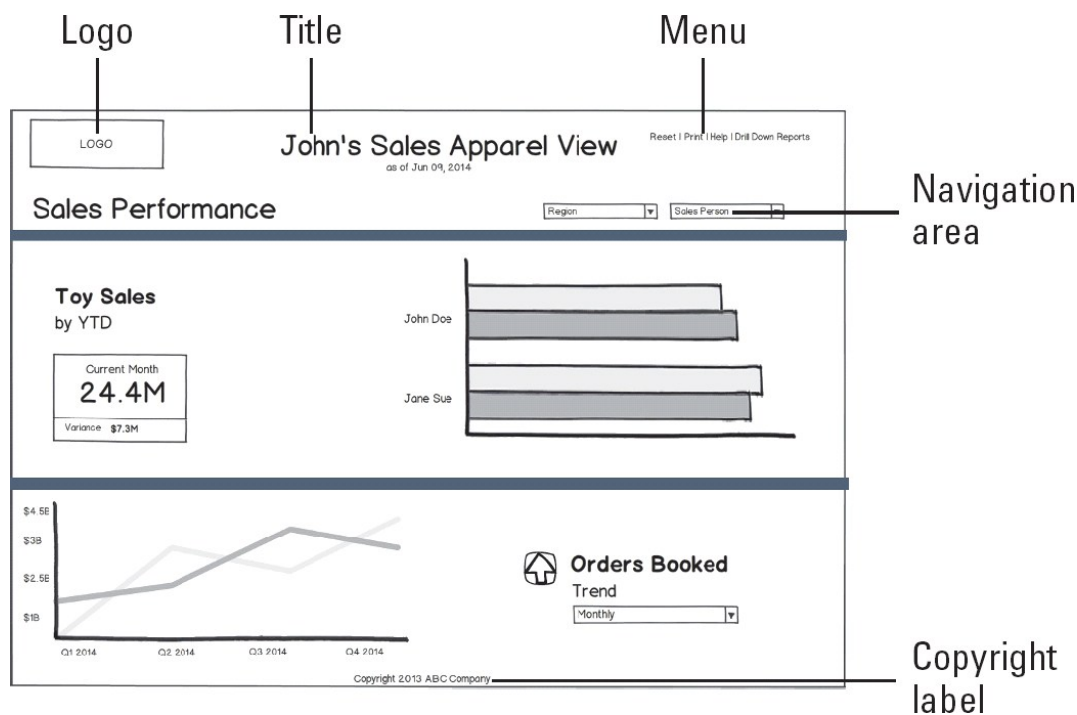 Logo
Title
Menu
LOGO
John's Sales Apparel View
as of Jun 09, 2014
Reset | Print | Help | Drill Down Reports
Navigation
area
Sales Performance
Region
Sales Person
Toy Sales
by YTD
Current Month
24.4M
Variance $7.3M
John Doe
Jane Sue
$4.5B
$3B
$2.5B
$1B
Q1 2014
Q2 2014
Q3 2014
Q4 2014
Orders Booked
Trend
Monthly
Copyright 2013 ABC Company
Copyright
label